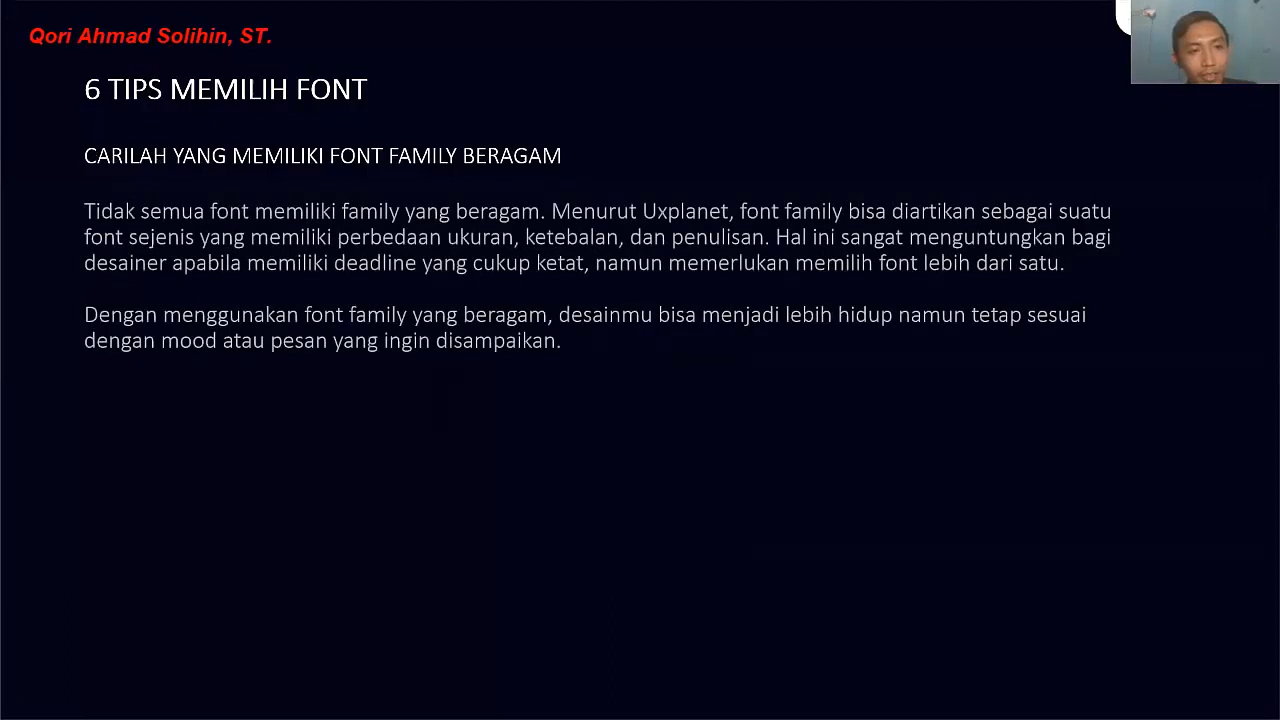 Qori Ahmad Solihin, ST.
6 TIPS MEMILIH FONT
CARILAH YANG MEMILIKI FONT FAMILY BERAGAM
Tidak semua font memiliki family yang beragam. Menurut Uxplanet, font family bisa diartikan sebagai suatu
font sejenis yang memiliki perbedaan ukuran, ketebalan, dan penulisan. Hal ini sangat menguntungkan bagi
desainer apabila memiliki deadline yang cukup ketat, namun memerlukan memilih font lebih dari satu.
Dengan menggunakan font family yang beragam, desainmu bisa menjadi lebih hidup namun tetap sesuai
dengan mood atau pesan yang ingin disampaikan.